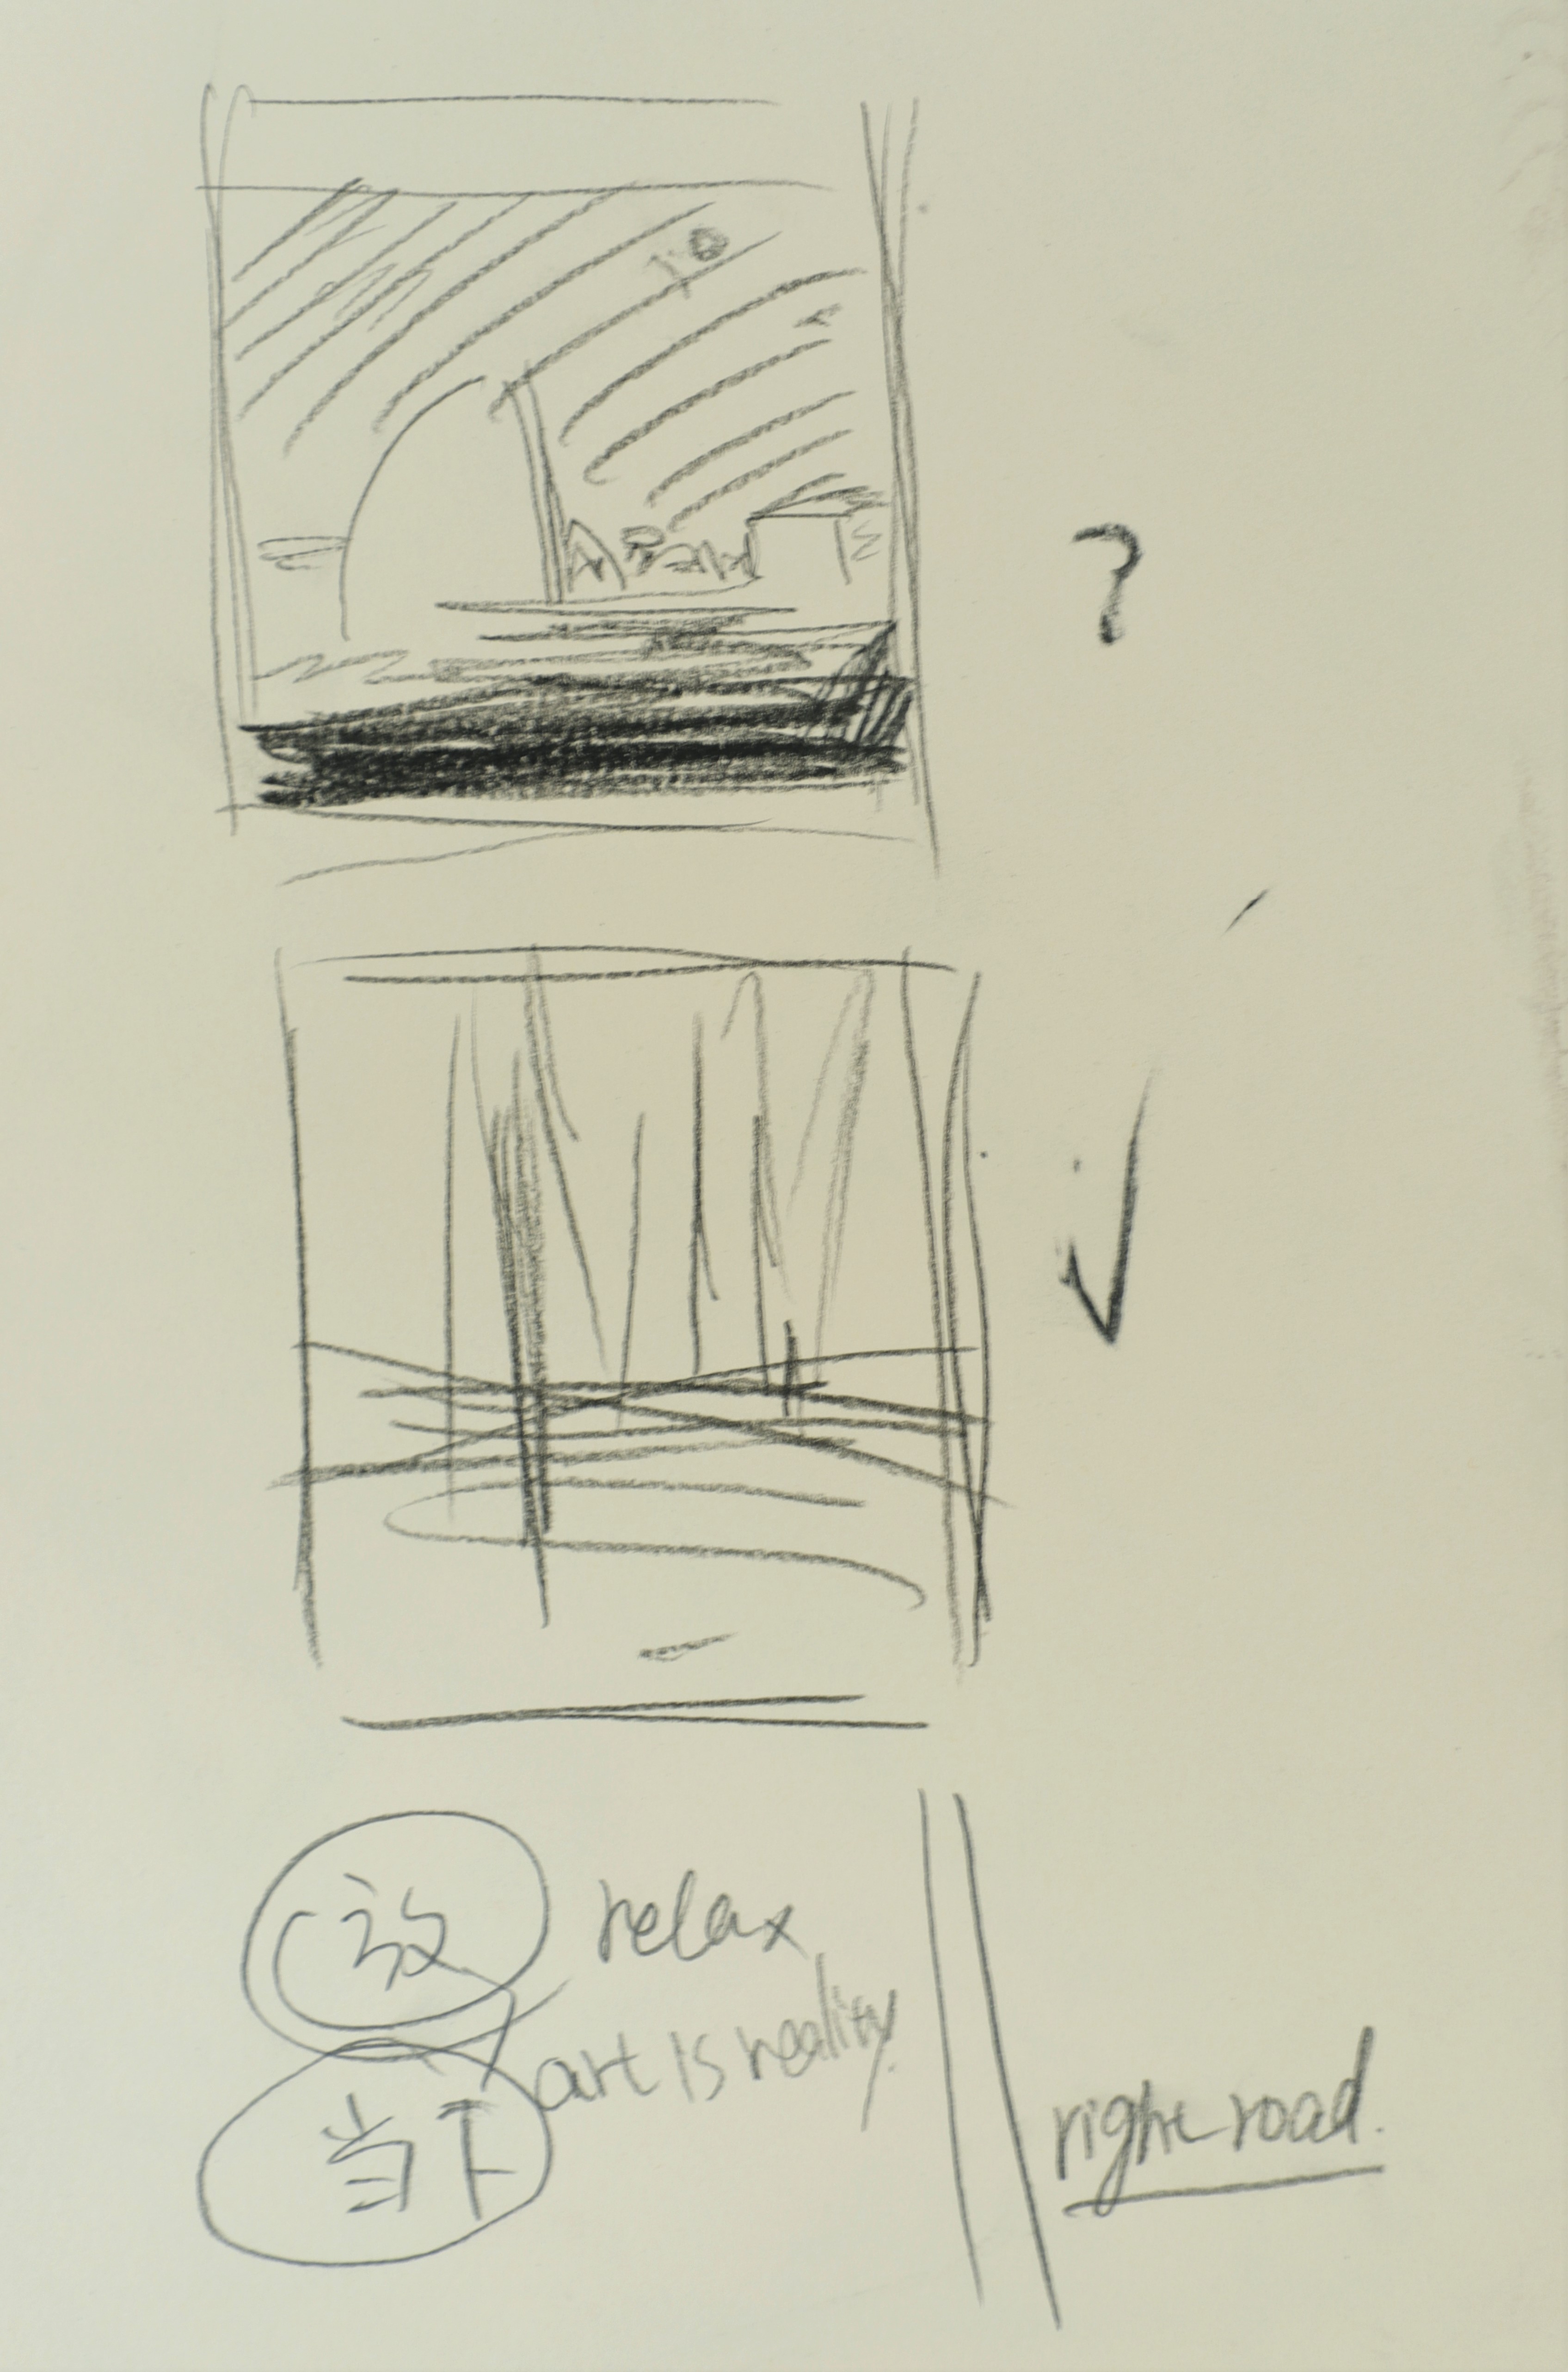 ?
放 relax
art is reality.
当下
right road.